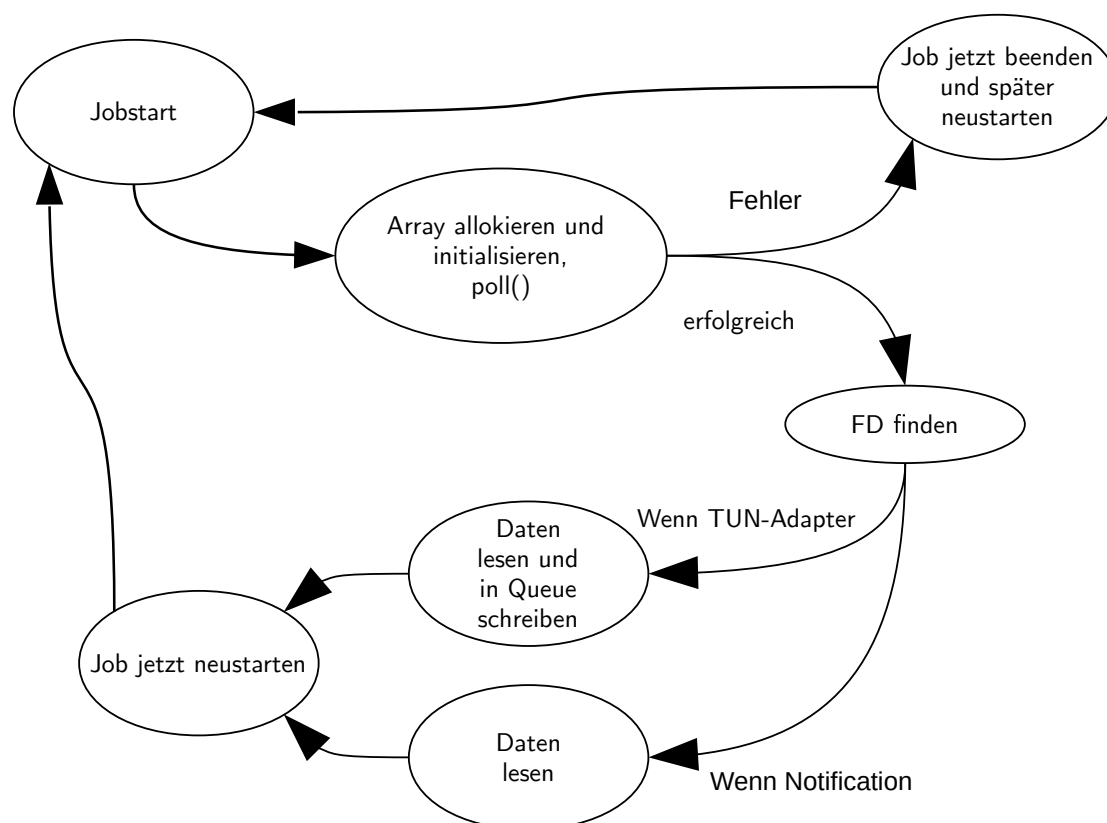 Jobstart
Job jetzt beenden
und später
neustarten
Array allokieren und
initialisieren,
poll()
Fehler
erfolgreich
FD finden
Wenn TUN-Adapter
Daten
lesen und
in Queue
schreiben
Job jetzt neustarten
Daten
lesen
Wenn Notification